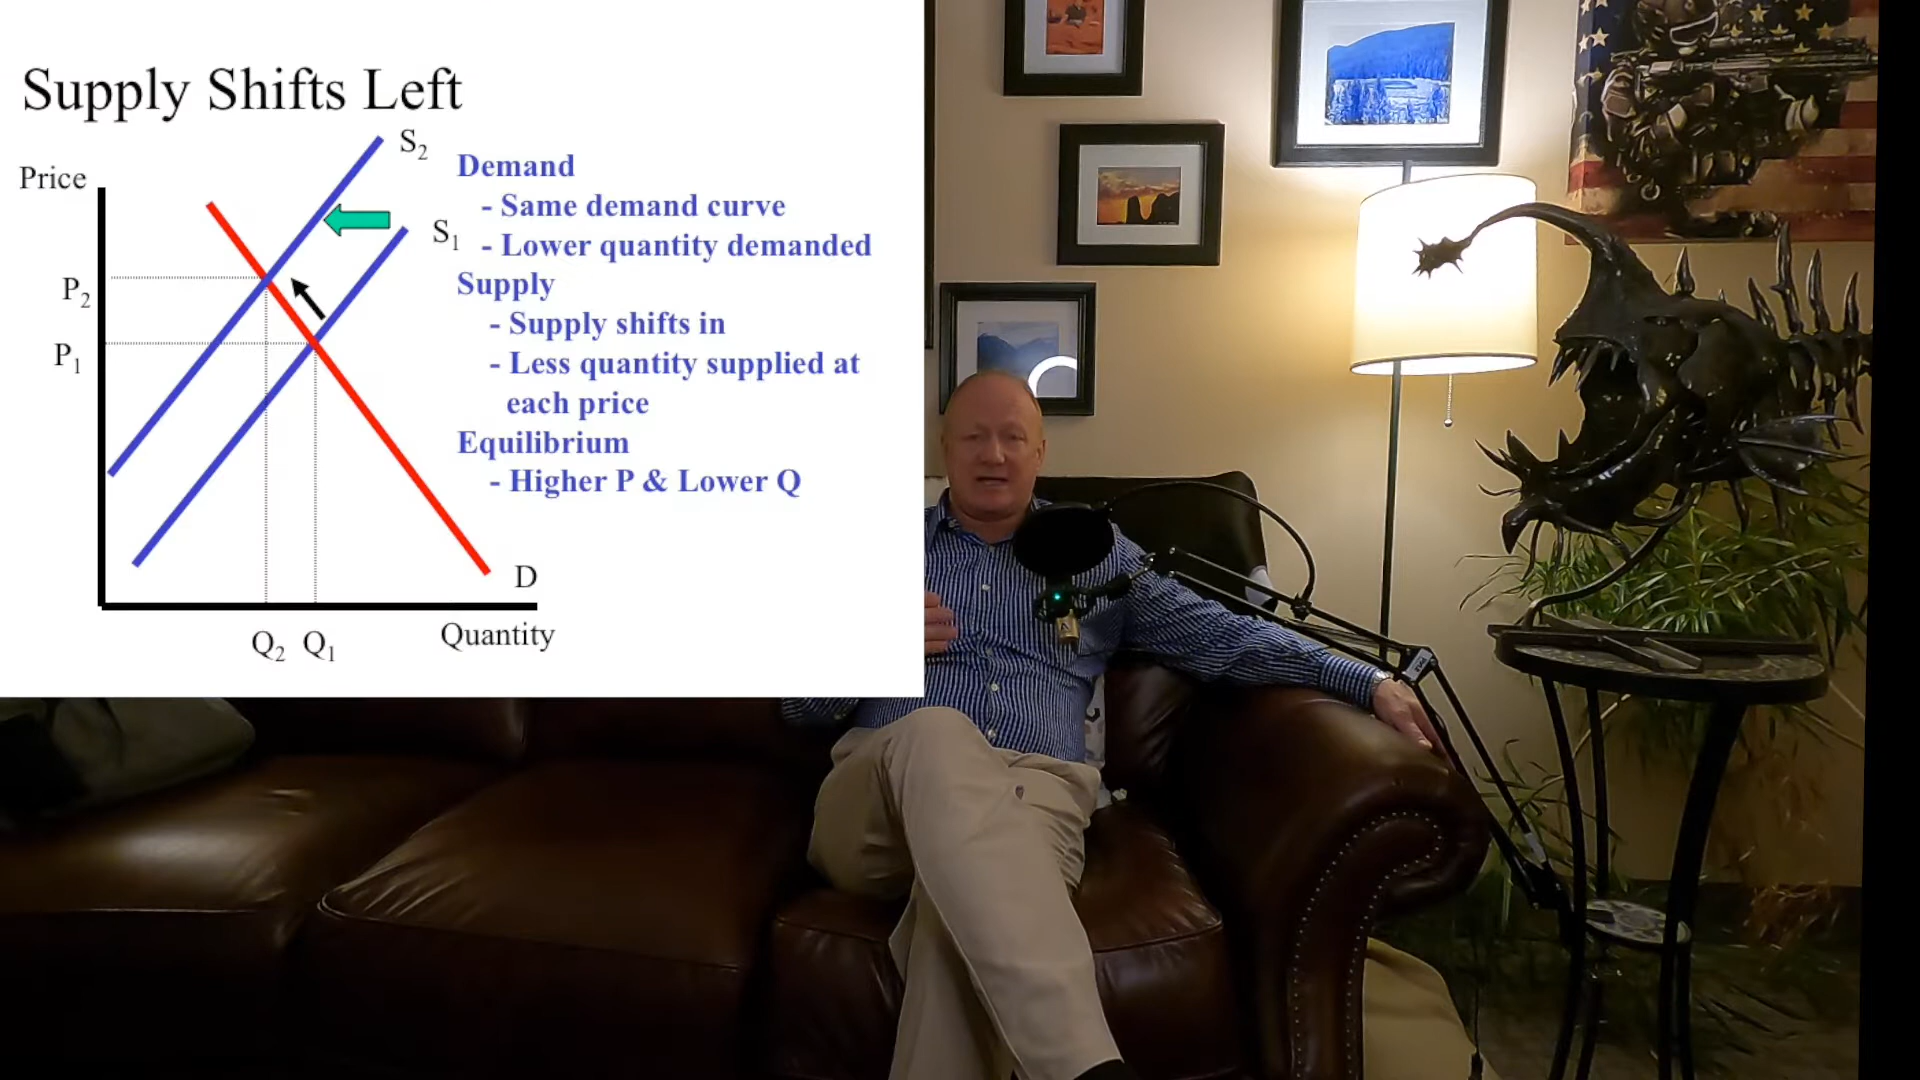 Supply Shifts Left
S2
Price
Demand
- Same demand curve
S1
- Lower quantity demanded
P2
Supply
- Supply shifts in
P1
- Less quantity supplied at
each price
Equilibrium
- Higher P & Lower Q
D
Q2 Q1
Quantity